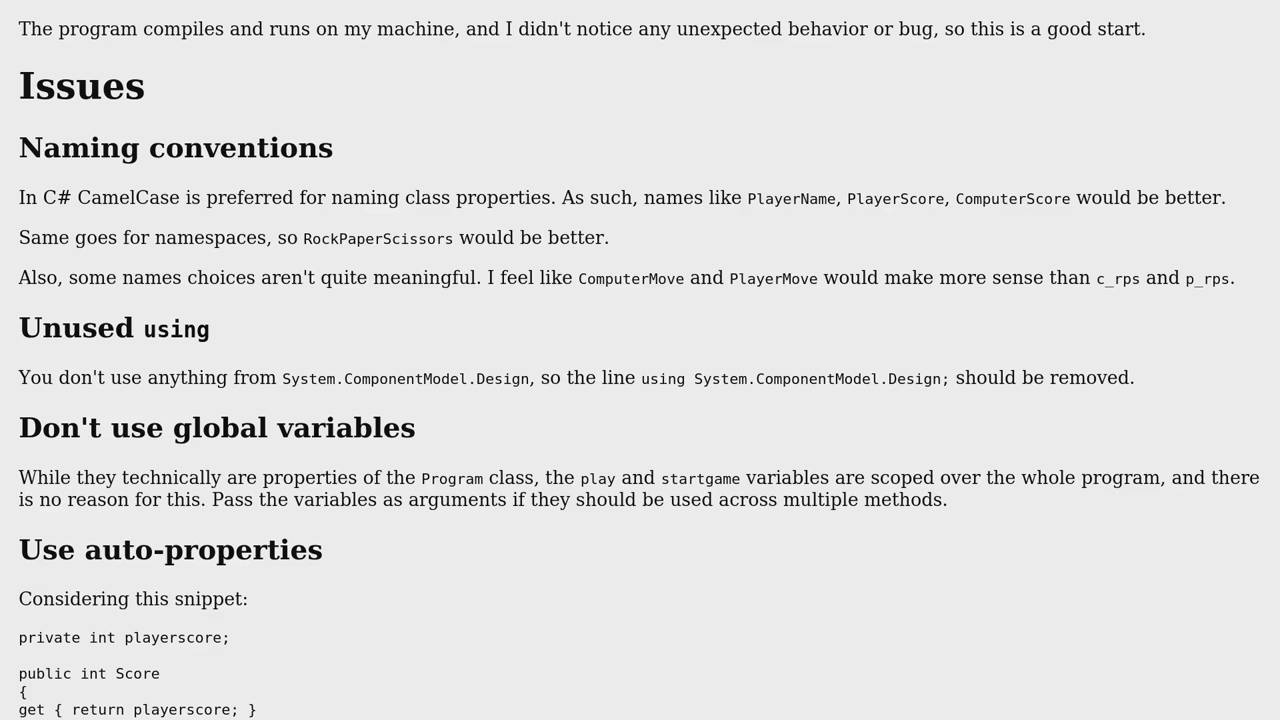 The program compiles and runs on my machine, and I didn't notice any unexpected behavior or bug, so this is a good start.
Issues
Naming conventions
In C# CamelCase is preferred for naming class properties. As such, names like PlayerName, PlayerScore, ComputerScore would be better.
Same goes for namespaces, so RockPaperScissors would be better.
Also, some names choices aren't quite meaningful. I feel like ComputerMove and PlayerMove would make more sense than c_rps and p_rps.
Unused using
You don't use anything from System.ComponentModel.Design, so the line using System.ComponentModel.Design; should be removed.
Don't use global variables
While they technically are properties of the Program class, the play and startgame variables are scoped over the whole program, and there
is no reason for this. Pass the variables as arguments if they should be used across multiple methods.
Use auto-properties
Considering this snippet:
private int playerscore;
public int Score
{
get { return playerscore; }